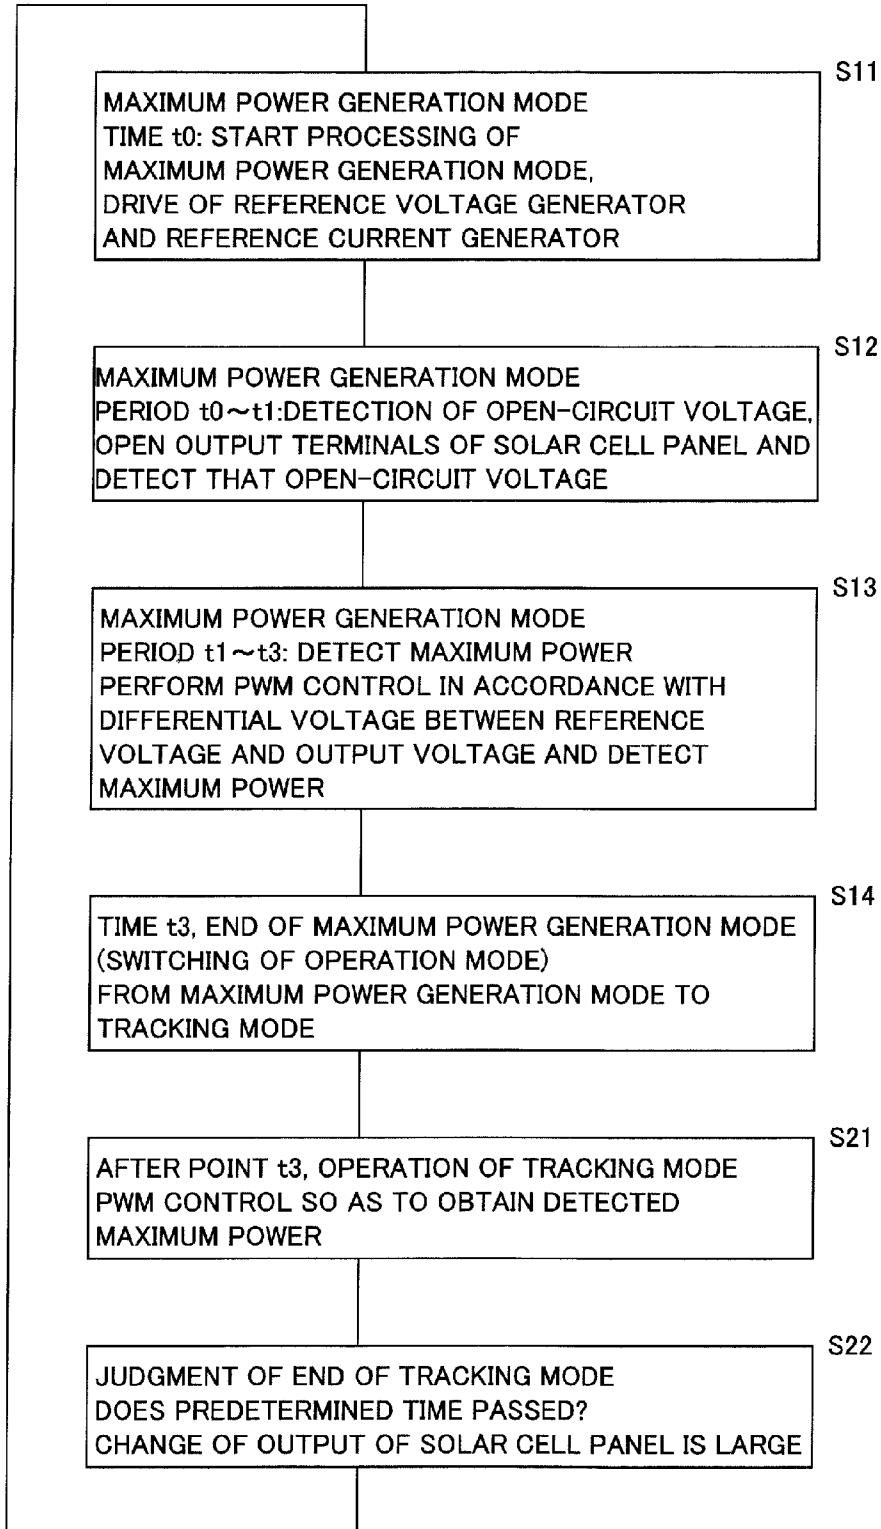 S11
MAXIMUM POWER GENERATION MODE
TIME t0: START PROCESSING OF
MAXIMUM POWER GENERATION MODE,
DRIVE OF REFERENCE VOLTAGE GENERATOR
AND REFERENCE CURRENT GENERATOR
S12
MAXIMUM POWER GENERATION MODE
PERIOD t0～t1:DETECTION OF OPEN-CIRCUIT VOLTAGE,
OPEN OUTPUT TERMINALS OF SOLAR CELL PANEL AND
DETECT THAT OPEN-CIRCUIT VOLTAGE
S13
MAXIMUM POWER GENERATION MODE
PERIOD t1～t3: DETECT MAXIMUM POWER
PERFORM PWM CONTROL IN ACCORDANCE WITH
DIFFERENTIAL VOLTAGE BETWEEN REFERENCE
VOLTAGE AND OUTPUT VOLTAGE AND DETECT
MAXIMUM POWER
S14
TIME t3, END OF MAXIMUM POWER GENERATION MODE
(SWITCHING OF OPERATION MODE)
FROM MAXIMUM POWER GENERATION MODE TO
TRACKING MODE
S21
AFTER POINT t3, OPERATION OF TRACKING MODE
PWM CONTROL SO AS TO OBTAIN DETECTED
MAXIMUM POWER
S22
JUDGMENT OF END OF TRACKING MODE
DOES PREDETERMINED TIME PASSED?
CHANGE OF OUTPUT OF SOLAR CELL PANEL IS LARGE